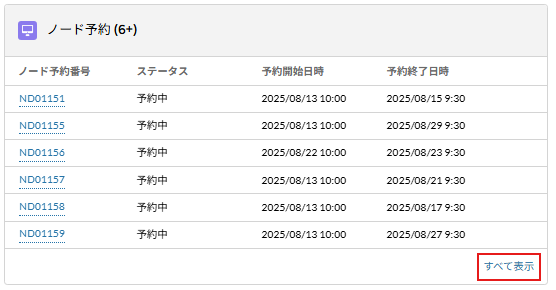 ノード予約 (6+)
ノード予約番号 ステータス 予約開始日時 予約終了日時
ND01151 予約中 2025/08/13 10:00 2025/08/15 9:30
ND01155 予約中 2025/08/13 10:00 2025/08/29 9:30
ND01156 予約中 2025/08/22 10:00 2025/08/23 9:30
ND01157 予約中 2025/08/13 10:00 2025/08/21 9:30
ND01158 予約中 2025/08/13 10:00 2025/08/17 9:30
ND01159 予約中 2025/08/13 10:00 2025/08/27 9:30
すべて表示